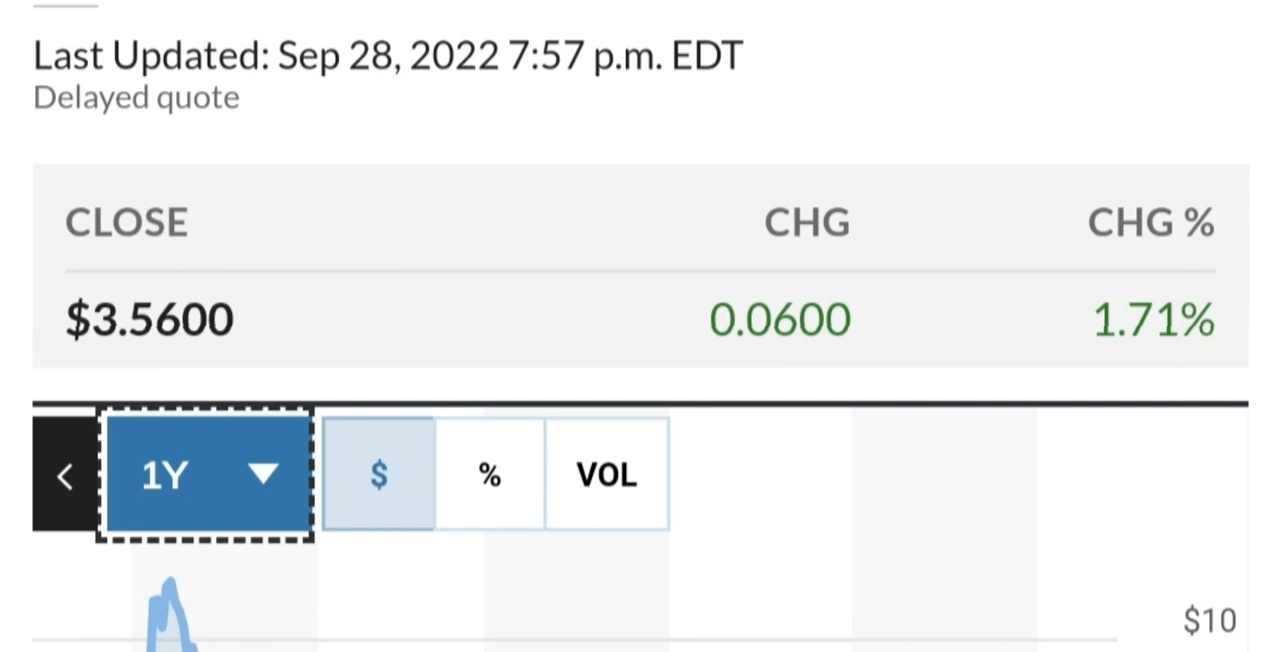 Last Updated: Sep 28, 2022 7:57 p.m. EDT
Delayed quote
CLOSE CHG CHG %
$3.5600 0.0600 1.71%
1Y $ % VOL
$10